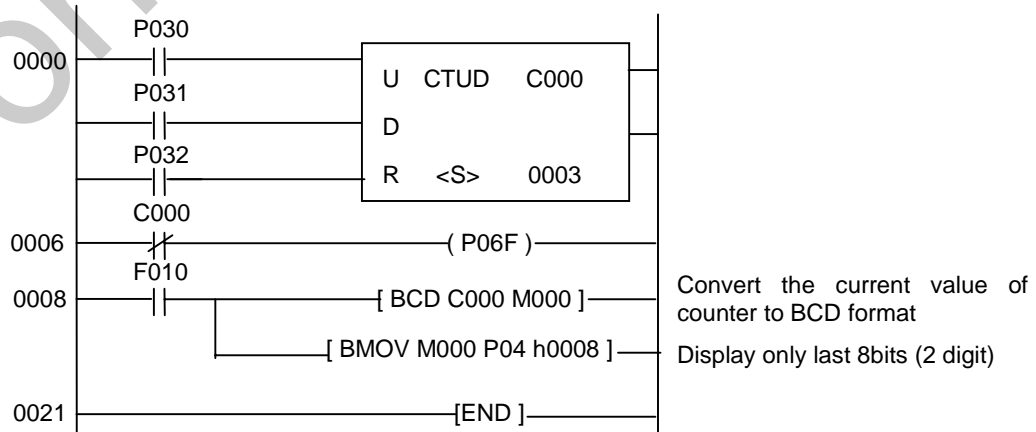 P030
0000
U CTUD C000
P031
D
P032
R <S> 0003
C000
0006 ( P06F )
F010
0008 [ BCD C000 M000 ] Convert the current value of
counter to BCD format
[ BMOV M000 P04 h0008 ] Display only last 8bits (2 digit)
0021 [END ]